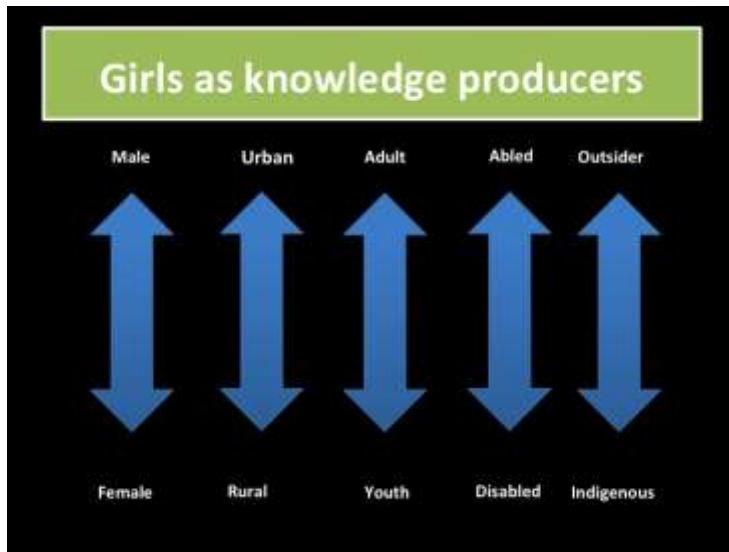 Girls as knowledge producers
Male Urban Adult Abled Outsider
Female Rural Youth Disabled Indigenous